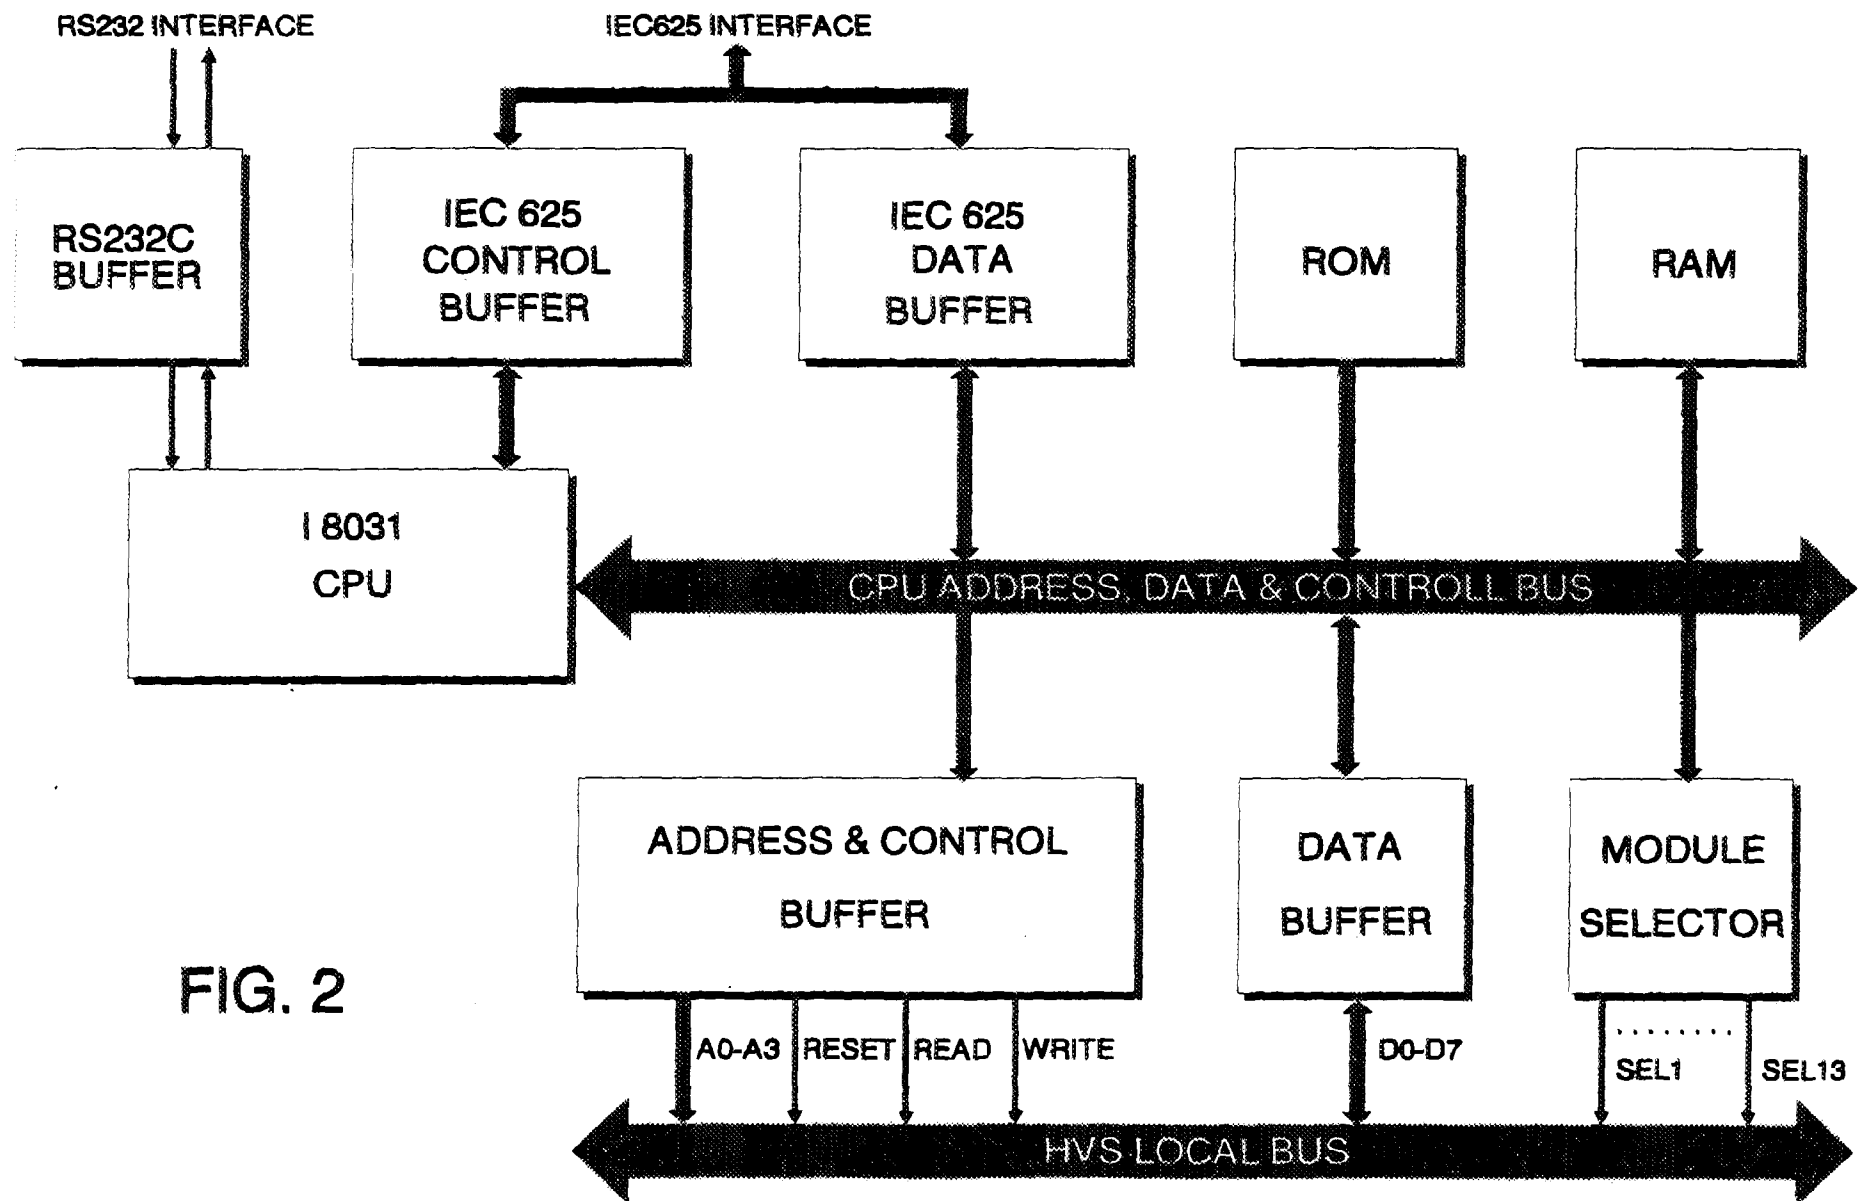 RS232 INTERFACE
IEC625 INTERFACE
RS232C
BUFFER
IEC 625
CONTROL
BUFFER
IEC 625
DATA
BUFFER
ROM
RAM
I 8031
CPU
CPU ADDRESS, DATA & CONTROLL BUS
ADDRESS & CONTROL
BUFFER
DATA
BUFFER
MODULE
SELECTOR
A0-A3
RESET
READ
WRITE
D0-D7
SEL1
........
SEL13
HVS LOCAL BUS
FIG. 2